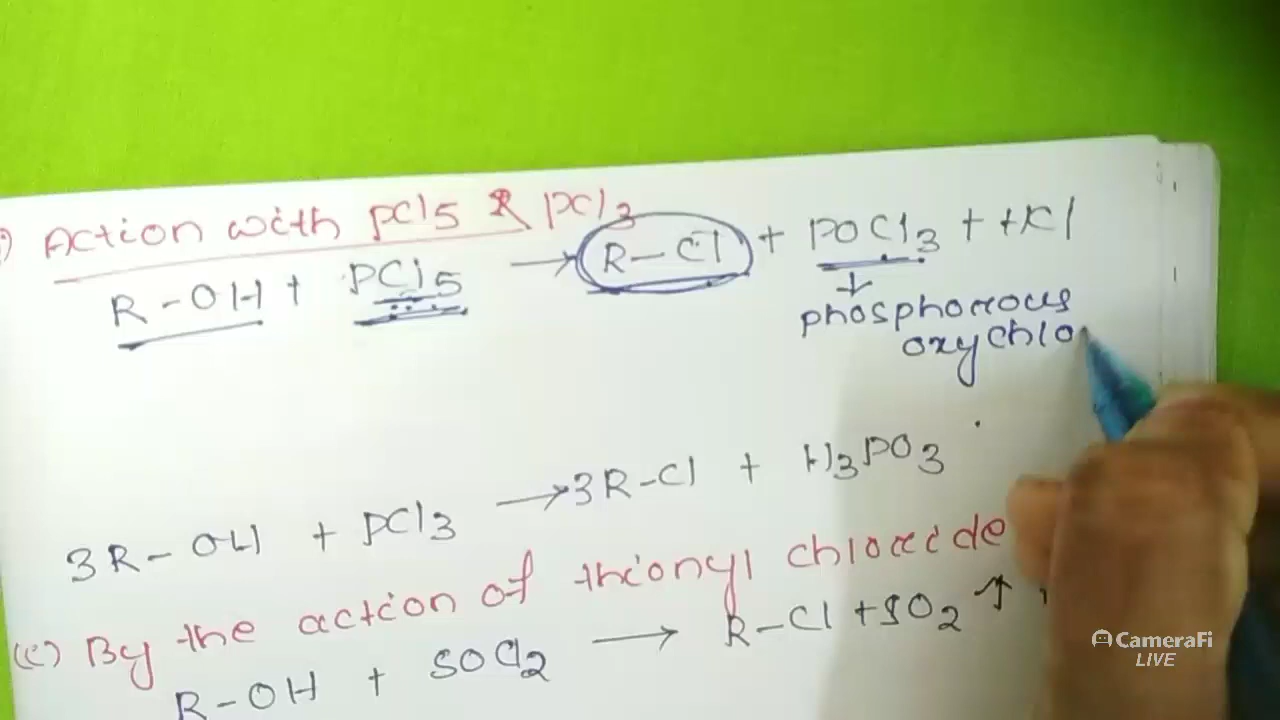 Action with PCl5 & PCl3
R-OH + PCl5 → R-Cl + POCl3 + HCl
↓
phosphorous
oxychlo
3R-OH + PCl3 → 3R-Cl + H3PO3
(c) By the action of thionyl chloride
R-OH + SOCl2 → R-Cl + SO2 ↑
CameraFi
LIVE